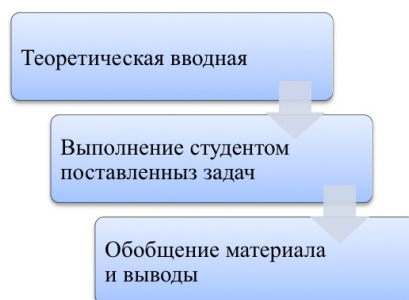 Теоретическая вводная
Выполнение студентом
поставленныз задач
Обобщение материала
и выводы